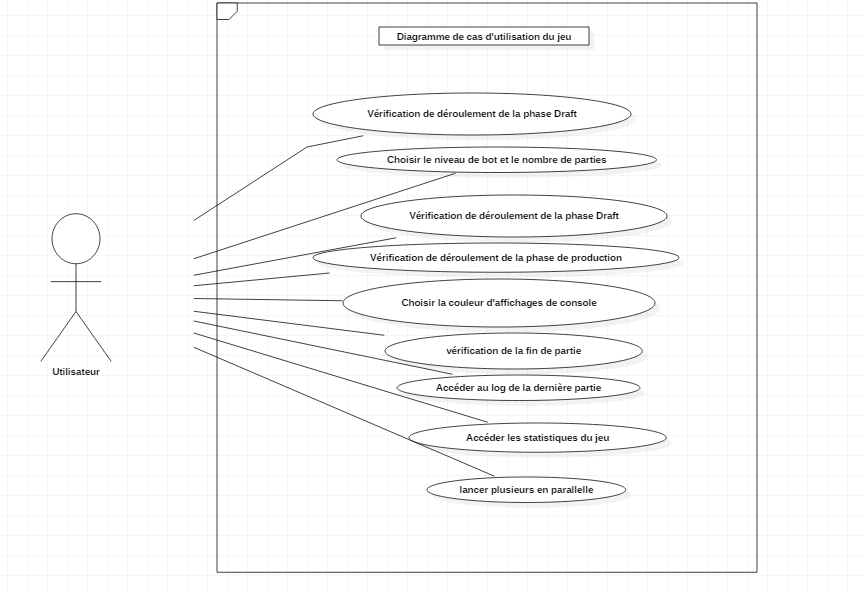 Diagramme de cas d'utilisation du jeu
Vérification de déroulement de la phase Draft
Choisir le niveau de bot et le nombre de parties
Vérification de déroulement de la phase Draft
Vérification de déroulement de la phase de production
Choisir la couleur d'affichages de console
vérification de la fin de partie
Utilisateur
Accéder au log de la dernière partie
Accéder les statistiques du jeu
lancer plusieurs en parallelle